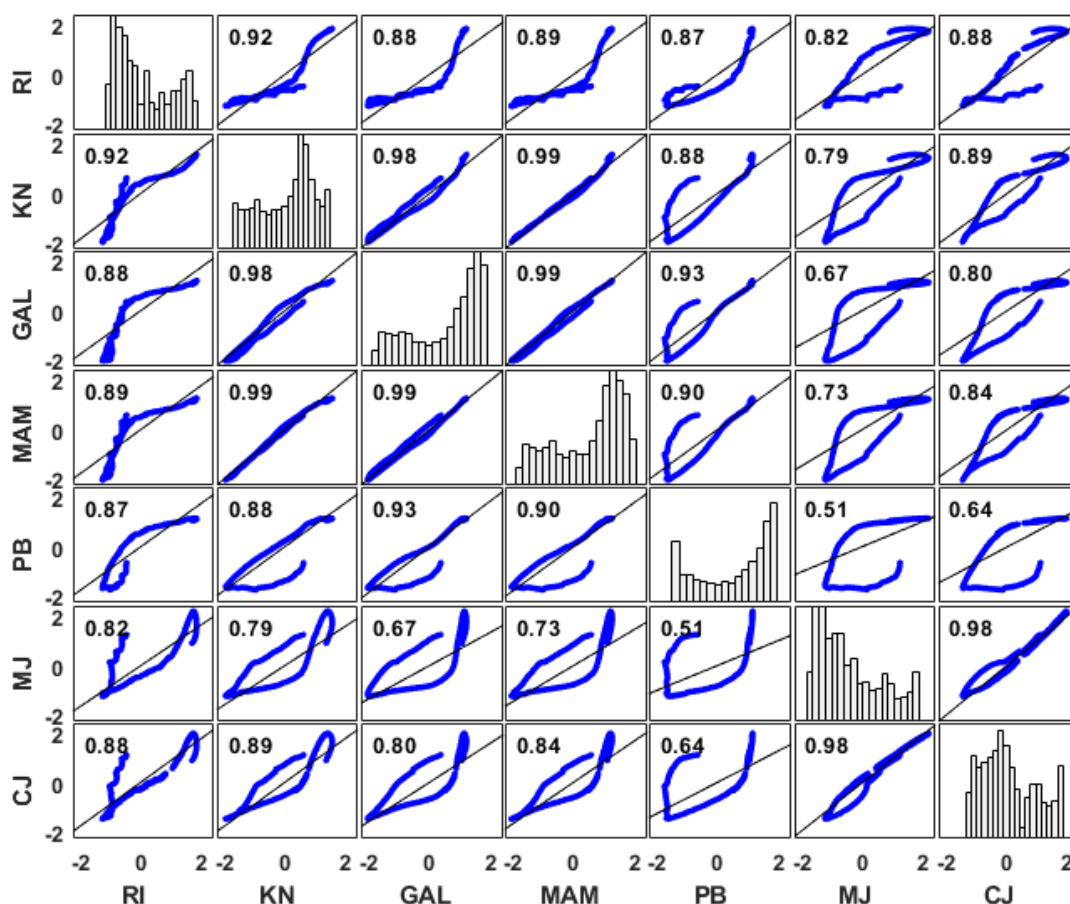 2 0.92 0.88 0.89 0.87 0.82 0.88
RI 0
-2
2 0.92 0.98 0.99 0.88 0.79 0.89
KN 0
-2
2 0.88 0.98 0.99 0.93 0.67 0.80
GAL 0
-2
2 0.89 0.99 0.99 0.90 0.73 0.84
MAM 0
-2
2 0.87 0.88 0.93 0.90 0.51 0.64
PB 0
-2
2 0.82 0.79 0.67 0.73 0.51 0.98
MJ 0
-2
2 0.88 0.89 0.80 0.84 0.64 0.98
CJ 0
-2
-2 0 2 -2 0 2 -2 0 2 -2 0 2 -2 0 2 -2 0 2 -2 0 2
RI KN GAL MAM PB MJ CJ